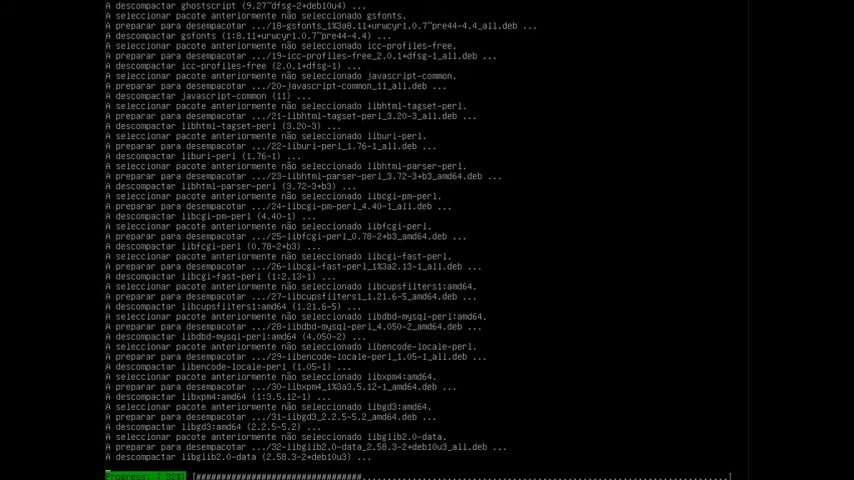 A descompactar ghostscript (9.27~dfsg-2+deb10u4) ...
A seleccionar pacote anteriormente não seleccionado gsfonts.
A preparar para desempacotar .../18-gsfonts_1%3a8.11+urwcyr1.0.7~pre44-4.4_all.deb ...
A descompactar gsfonts (1:8.11+urwcyr1.0.7~pre44-4.4) ...
A seleccionar pacote anteriormente não seleccionado icc-profiles-free.
A preparar para desempacotar .../19-icc-profiles-free_2.0.1+dfsg-1_all.deb ...
A descompactar icc-profiles-free (2.0.1+dfsg-1) ...
A seleccionar pacote anteriormente não seleccionado javascript-common.
A preparar para desempacotar .../20-javascript-common_11_all.deb ...
A descompactar javascript-common (11) ...
A seleccionar pacote anteriormente não seleccionado libhtml-tagset-perl.
A preparar para desempacotar .../21-libhtml-tagset-perl_3.20-3_all.deb ...
A descompactar libhtml-tagset-perl (3.20-3) ...
A seleccionar pacote anteriormente não seleccionado liburi-perl.
A preparar para desempacotar .../22-liburi-perl_1.76-1_all.deb ...
A descompactar liburi-perl (1.76-1) ...
A seleccionar pacote anteriormente não seleccionado libhtml-parser-perl.
A preparar para desempacotar .../23-libhtml-parser-perl_3.72-3+b3_amd64.deb ...
A descompactar libhtml-parser-perl (3.72-3+b3) ...
A seleccionar pacote anteriormente não seleccionado libcgi-pm-perl.
A preparar para desempacotar .../24-libcgi-pm-perl_4.40-1_all.deb ...
A descompactar libcgi-pm-perl (4.40-1) ...
A seleccionar pacote anteriormente não seleccionado libfcgi-perl.
A preparar para desempacotar .../25-libfcgi-perl_0.78-2+b3_amd64.deb ...
A descompactar libfcgi-perl (0.78-2+b3) ...
A seleccionar pacote anteriormente não seleccionado libcgi-fast-perl.
A preparar para desempacotar .../26-libcgi-fast-perl_1%3a2.13-1_all.deb ...
A descompactar libcgi-fast-perl (1:2.13-1) ...
A seleccionar pacote anteriormente não seleccionado libcupsfilters1:amd64.
A preparar para desempacotar .../27-libcupsfilters1_1.21.6-5_amd64.deb ...
A descompactar libcupsfilters1:amd64 (1.21.6-5) ...
A seleccionar pacote anteriormente não seleccionado libdbd-mysql-perl:amd64.
A preparar para desempacotar .../28-libdbd-mysql-perl_4.050-2_amd64.deb ...
A descompactar libdbd-mysql-perl:amd64 (4.050-2) ...
A seleccionar pacote anteriormente não seleccionado libencode-locale-perl.
A preparar para desempacotar .../29-libencode-locale-perl_1.05-1_all.deb ...
A descompactar libencode-locale-perl (1.05-1) ...
A seleccionar pacote anteriormente não seleccionado libxpm4:amd64.
A preparar para desempacotar .../30-libxpm4_1%3a3.5.12-1_amd64.deb ...
A descompactar libxpm4:amd64 (1:3.5.12-1) ...
A seleccionar pacote anteriormente não seleccionado libgd3:amd64.
A preparar para desempacotar .../31-libgd3_2.2.5-5.2_amd64.deb ...
A descompactar libgd3:amd64 (2.2.5-5.2) ...
A seleccionar pacote anteriormente não seleccionado libglib2.0-data.
A preparar para desempacotar .../32-libglib2.0-data_2.58.3-2+deb10u3_all.deb ...
A descompactar libglib2.0-data (2.58.3-2+deb10u3) ...
Progress: [